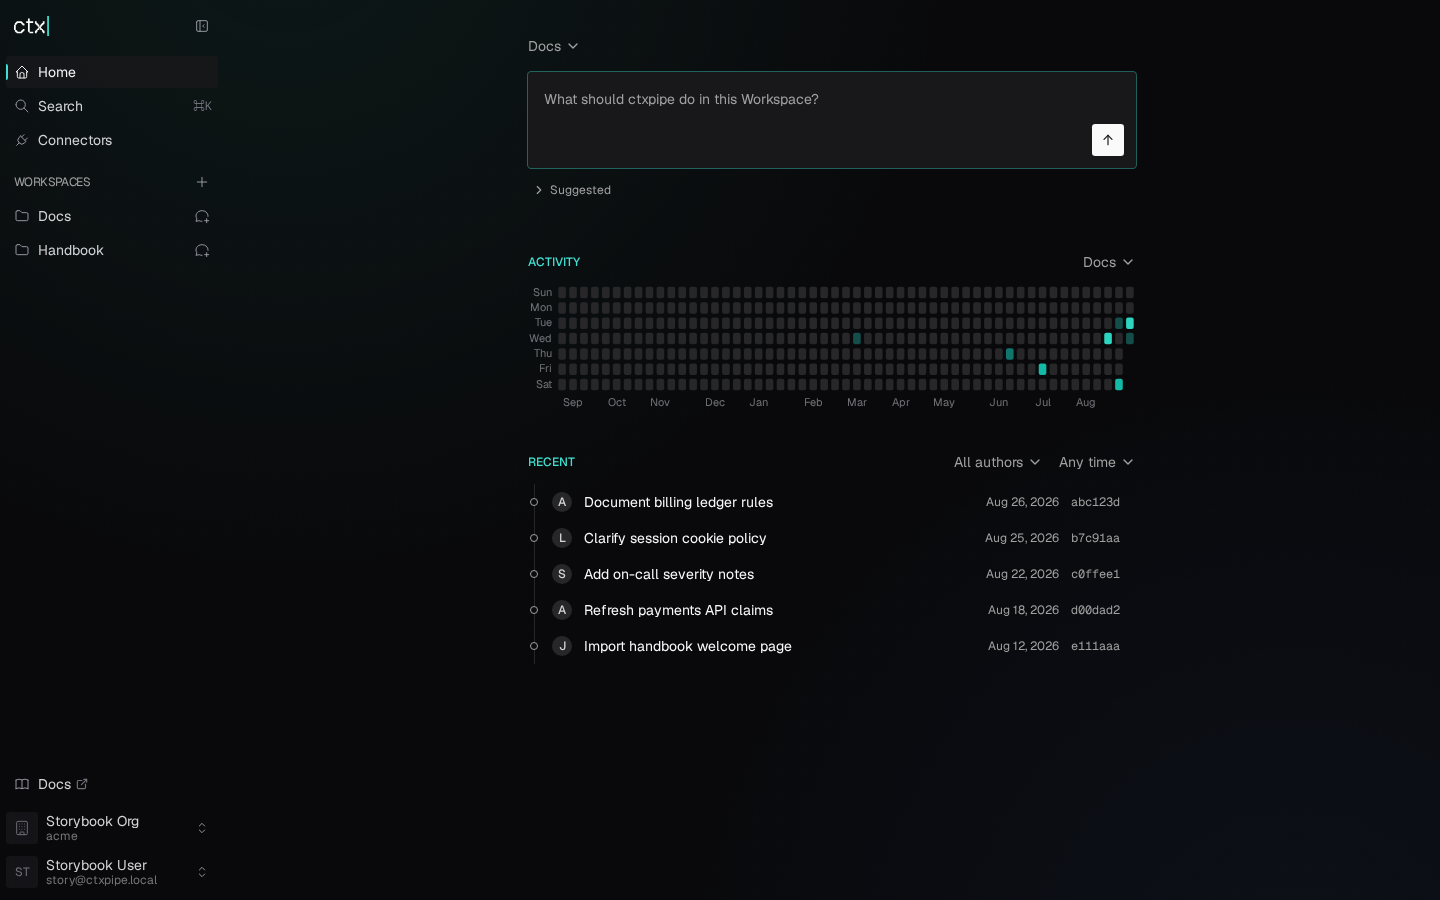 ctx
Home
Search ⌘K
Connectors
WORKSPACES
Docs
Handbook
Docs
Storybook Org
acme
ST
Storybook User
story@ctxpipe.local
Docs
What should ctxpipe do in this Workspace?
Suggested
ACTIVITY Docs
Sun
Mon
Tue
Wed
Thu
Fri
Sat
Sep Oct Nov Dec Jan Feb Mar Apr May Jun Jul Aug
RECENT All authors Any time
A Document billing ledger rules Aug 26, 2026 abc123d
L Clarify session cookie policy Aug 25, 2026 b7c91aa
S Add on-call severity notes Aug 22, 2026 c0ffee1
A Refresh payments API claims Aug 18, 2026 d00dad2
J Import handbook welcome page Aug 12, 2026 e111aaa